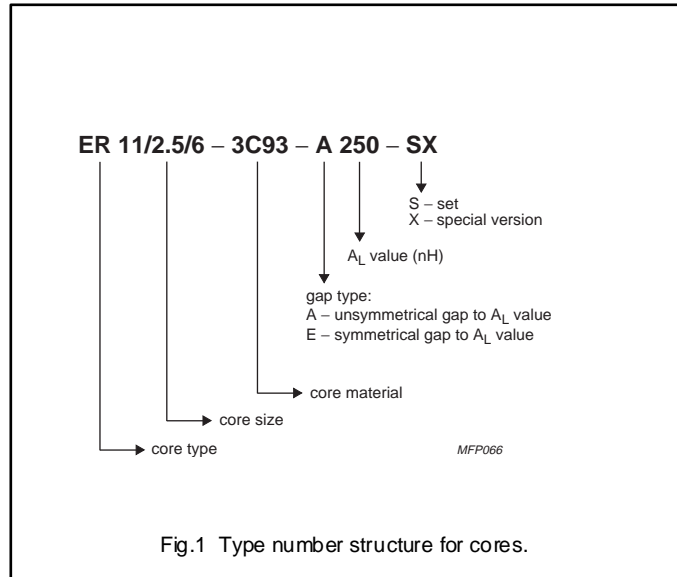 ER 11/2.5/6 – 3C93 – A 250 – SX
S – set
X – special version
AL value (nH)
gap type:
A – unsymmetrical gap to AL value
E – symmetrical gap to AL value
core material
core size
core type
MFP066
Fig.1 Type number structure for cores.